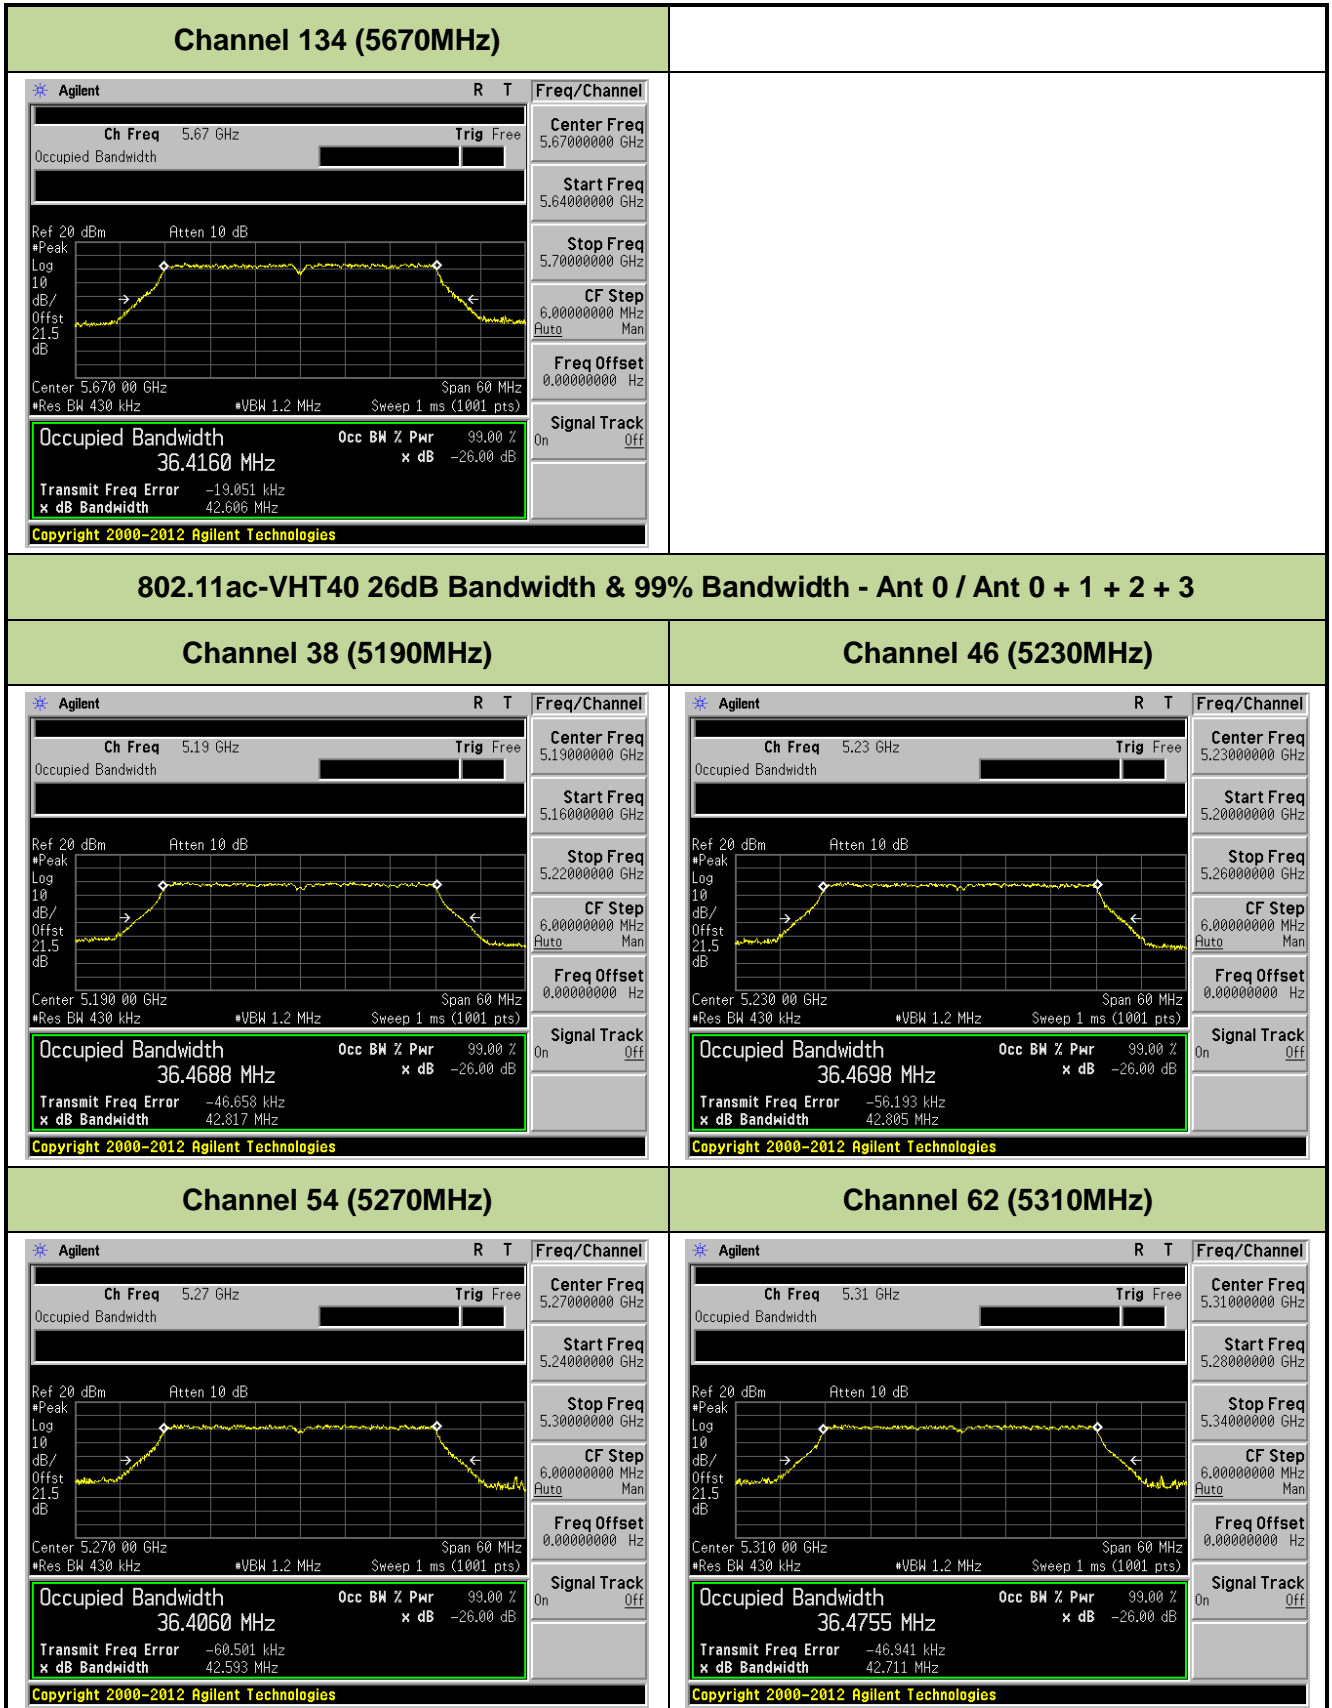 Channel 134 (5670MHz)
Agilent R T Freq/Channel
Ch Freq 5.67 GHz Trig Free
Occupied Bandwidth
Center Freq
5.67000000 GHz
Start Freq
5.64000000 GHz
Stop Freq
5.70000000 GHz
CF Step
6.00000000 MHz
Auto Man
Freq Offset
0.00000000 Hz
Signal Track
On Off
Ref 20 dBm Atten 10 dB
#Peak
Log
10
dB/
Offst
21.5
dB
Center 5.670 00 GHz Span 60 MHz
#Res BW 430 kHz #VBW 1.2 MHz Sweep 1 ms (1001 pts)
Occupied Bandwidth Occ BW % Pwr 99.00 %
36.4160 MHz x dB -26.00 dB
Transmit Freq Error -19.051 kHz
x dB Bandwidth 42.606 MHz
Copyright 2000-2012 Agilent Technologies
802.11ac-VHT40 26dB Bandwidth & 99% Bandwidth - Ant 0 / Ant 0 + 1 + 2 + 3
Channel 38 (5190MHz)
Agilent R T Freq/Channel
Ch Freq 5.19 GHz Trig Free
Occupied Bandwidth
Center Freq
5.19000000 GHz
Start Freq
5.16000000 GHz
Stop Freq
5.22000000 GHz
CF Step
6.00000000 MHz
Auto Man
Freq Offset
0.00000000 Hz
Signal Track
On Off
Ref 20 dBm Atten 10 dB
#Peak
Log
10
dB/
Offst
21.5
dB
Center 5.190 00 GHz Span 60 MHz
#Res BW 430 kHz #VBW 1.2 MHz Sweep 1 ms (1001 pts)
Occupied Bandwidth Occ BW % Pwr 99.00 %
36.4688 MHz x dB -26.00 dB
Transmit Freq Error -46.658 kHz
x dB Bandwidth 42.817 MHz
Copyright 2000-2012 Agilent Technologies
Channel 46 (5230MHz)
Agilent R T Freq/Channel
Ch Freq 5.23 GHz Trig Free
Occupied Bandwidth
Center Freq
5.23000000 GHz
Start Freq
5.20000000 GHz
Stop Freq
5.26000000 GHz
CF Step
6.00000000 MHz
Auto Man
Freq Offset
0.00000000 Hz
Signal Track
On Off
Ref 20 dBm Atten 10 dB
#Peak
Log
10
dB/
Offst
21.5
dB
Center 5.230 00 GHz Span 60 MHz
#Res BW 430 kHz #VBW 1.2 MHz Sweep 1 ms (1001 pts)
Occupied Bandwidth Occ BW % Pwr 99.00 %
36.4698 MHz x dB -26.00 dB
Transmit Freq Error -56.193 kHz
x dB Bandwidth 42.805 MHz
Copyright 2000-2012 Agilent Technologies
Channel 54 (5270MHz)
Agilent R T Freq/Channel
Ch Freq 5.27 GHz Trig Free
Occupied Bandwidth
Center Freq
5.27000000 GHz
Start Freq
5.24000000 GHz
Stop Freq
5.30000000 GHz
CF Step
6.00000000 MHz
Auto Man
Freq Offset
0.00000000 Hz
Signal Track
On Off
Ref 20 dBm Atten 10 dB
#Peak
Log
10
dB/
Offst
21.5
dB
Center 5.270 00 GHz Span 60 MHz
#Res BW 430 kHz #VBW 1.2 MHz Sweep 1 ms (1001 pts)
Occupied Bandwidth Occ BW % Pwr 99.00 %
36.4060 MHz x dB -26.00 dB
Transmit Freq Error -60.501 kHz
x dB Bandwidth 42.593 MHz
Copyright 2000-2012 Agilent Technologies
Channel 62 (5310MHz)
Agilent R T Freq/Channel
Ch Freq 5.31 GHz Trig Free
Occupied Bandwidth
Center Freq
5.31000000 GHz
Start Freq
5.28000000 GHz
Stop Freq
5.34000000 GHz
CF Step
6.00000000 MHz
Auto Man
Freq Offset
0.00000000 Hz
Signal Track
On Off
Ref 20 dBm Atten 10 dB
#Peak
Log
10
dB/
Offst
21.5
dB
Center 5.310 00 GHz Span 60 MHz
#Res BW 430 kHz #VBW 1.2 MHz Sweep 1 ms (1001 pts)
Occupied Bandwidth Occ BW % Pwr 99.00 %
36.4755 MHz x dB -26.00 dB
Transmit Freq Error -46.941 kHz
x dB Bandwidth 42.711 MHz
Copyright 2000-2012 Agilent Technologies